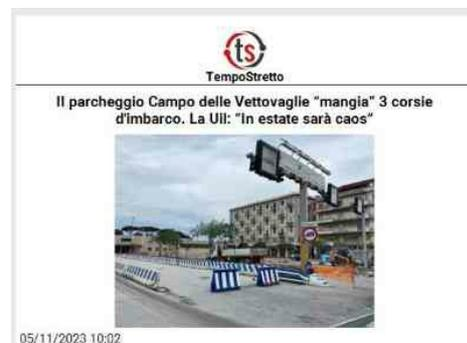 ts
TempoStretto
Il parcheggio Campo delle Vettovaglie “mangia” 3 corsie
d'imbarco. La Uil: “In estate sarà caos”
05/11/2023 10:02